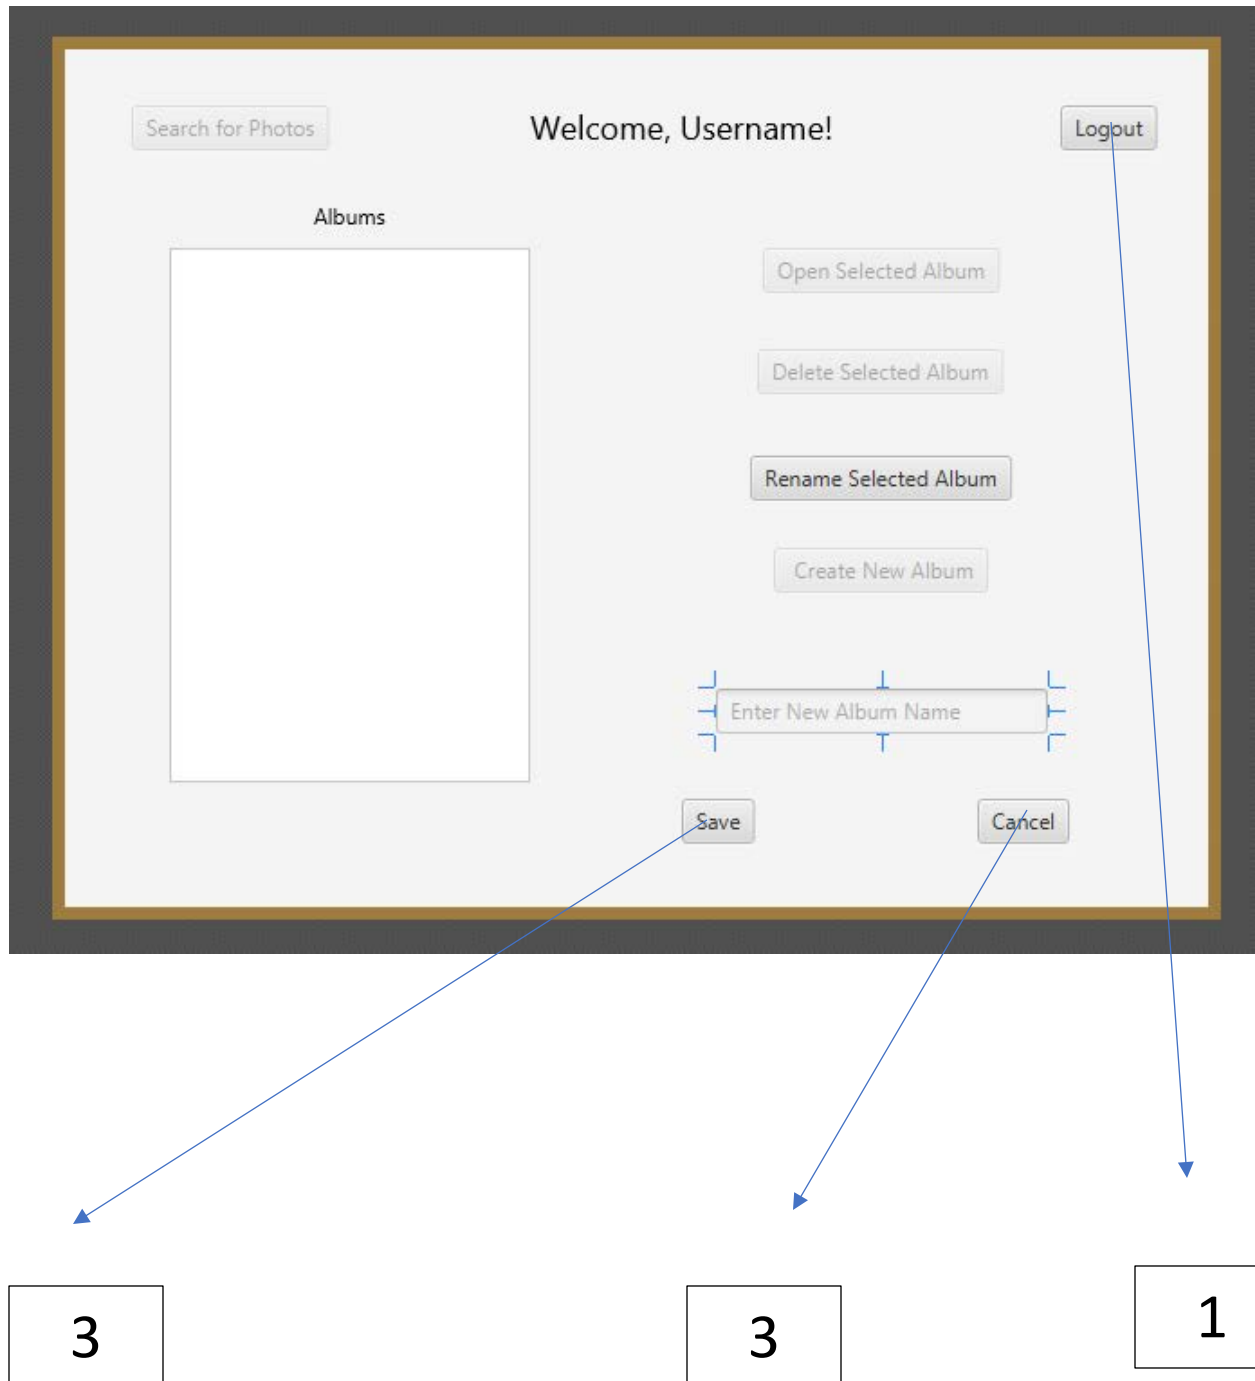 Search for Photos
Welcome, Username!
Logout
Albums
Open Selected Album
Delete Selected Album
Rename Selected Album
Create New Album
Enter New Album Name
Save
Cancel
3
3
1